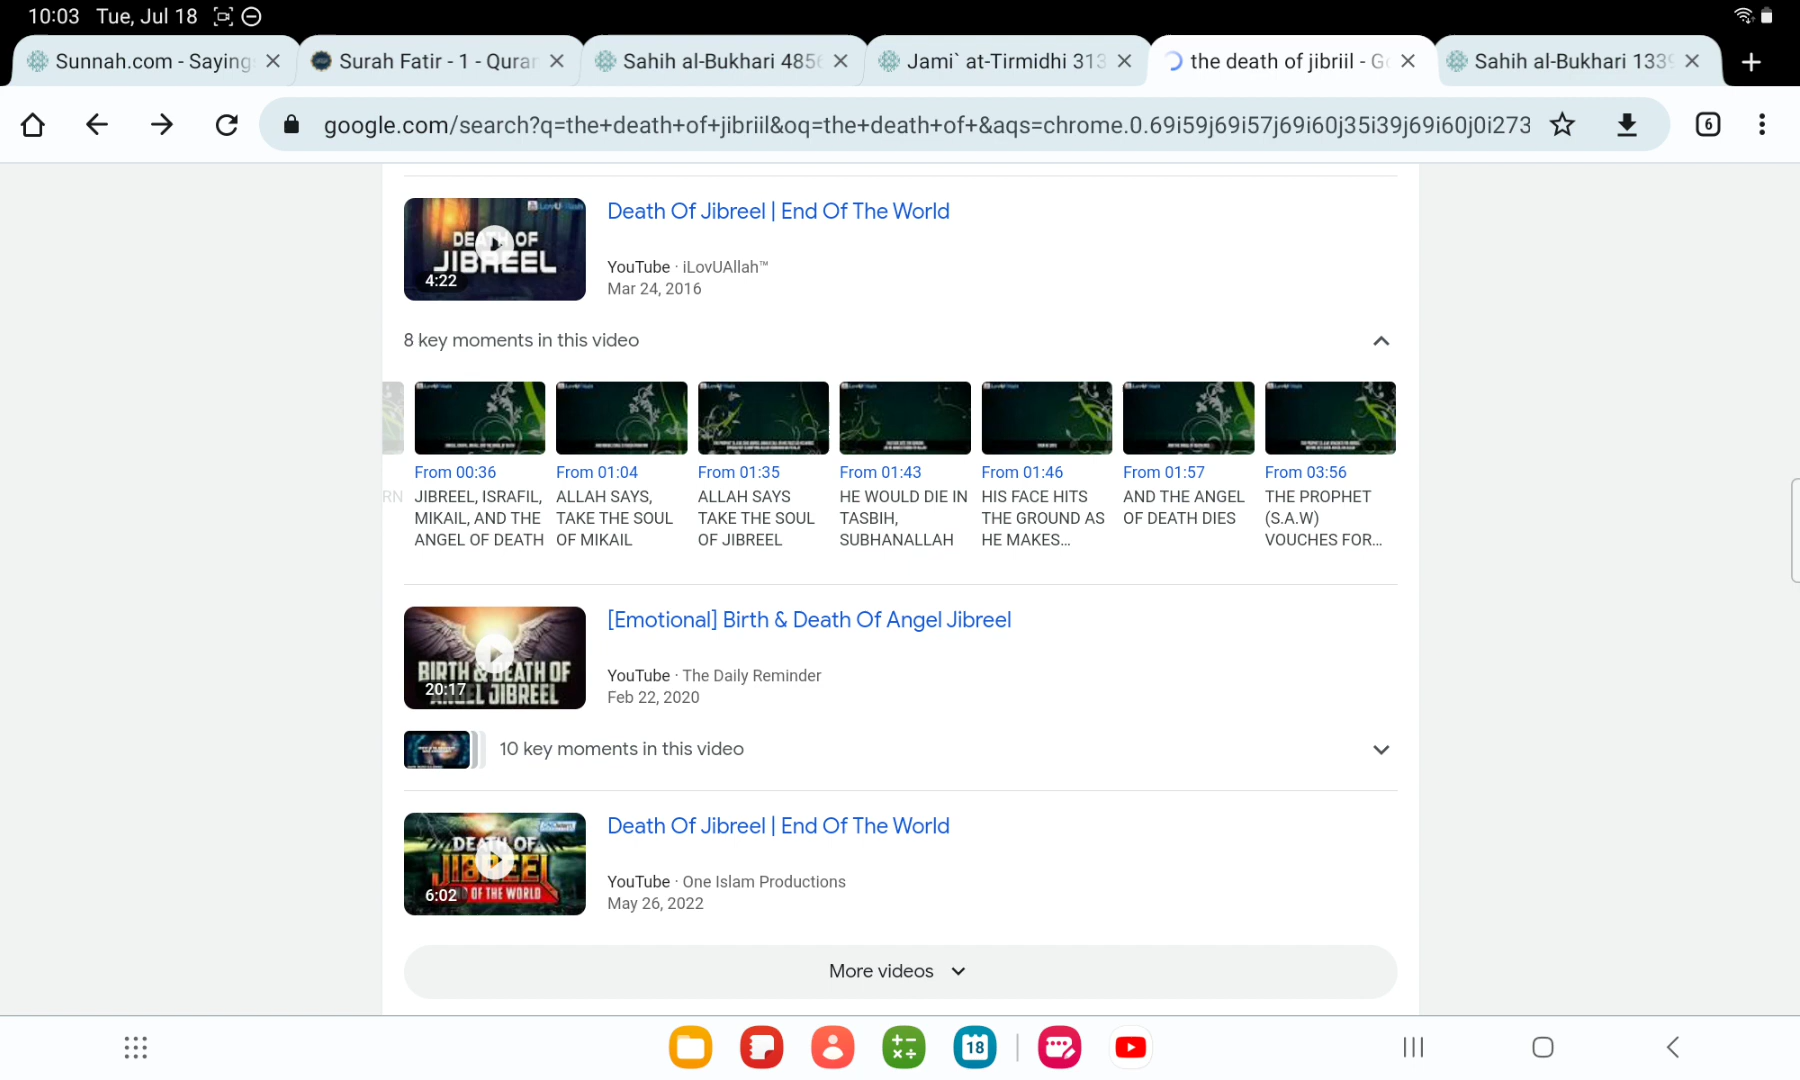 10:03 Tue, Jul 18
Sunnah.com - Sayings
Surah Fatir - 1 - Quran
Sahih al-Bukhari 4856
Jami` at-Tirmidhi 313
the death of jibriil - Go
Sahih al-Bukhari 1339
google.com/search?q=the+death+of+jibriil&oq=the+death+of+&aqs=chrome.0.69i59j69i57j69i60j35i39j69i60j0i273
6
Death Of Jibreel | End Of The World
DEATH OF
JIBREEL
4:22
YouTube · iLovUAllah™
Mar 24, 2016
8 key moments in this video
RN
From 00:36
JIBREEL, ISRAFIL,
MIKAIL, AND THE
ANGEL OF DEATH
From 01:04
ALLAH SAYS,
TAKE THE SOUL
OF MIKAIL
From 01:35
ALLAH SAYS
TAKE THE SOUL
OF JIBREEL
From 01:43
HE WOULD DIE IN
TASBIH,
SUBHANALLAH
From 01:46
HIS FACE HITS
THE GROUND AS
HE MAKES...
From 01:57
AND THE ANGEL
OF DEATH DIES
From 03:56
THE PROPHET
(S.A.W)
VOUCHES FOR...
[Emotional] Birth & Death Of Angel Jibreel
BIRTH & DEATH OF
ANGEL JIBREEL
20:17
YouTube · The Daily Reminder
Feb 22, 2020
10 key moments in this video
Death Of Jibreel | End Of The World
DEATH OF
JIBREEL
OF THE WORLD
6:02
YouTube · One Islam Productions
May 26, 2022
More videos
18